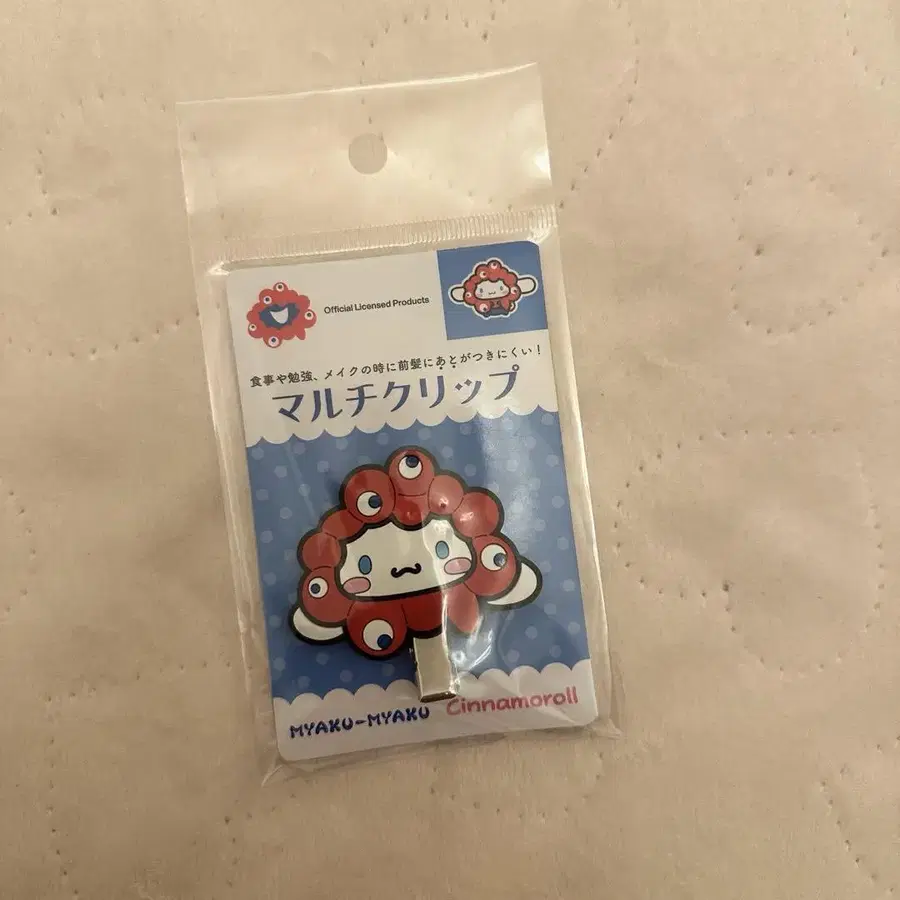 Official Licensed Products
食事や勉強、メイクの時に前髪にあとがつきにくい！
マルチクリップ
MYAKU-MYAKU Cinnamoroll